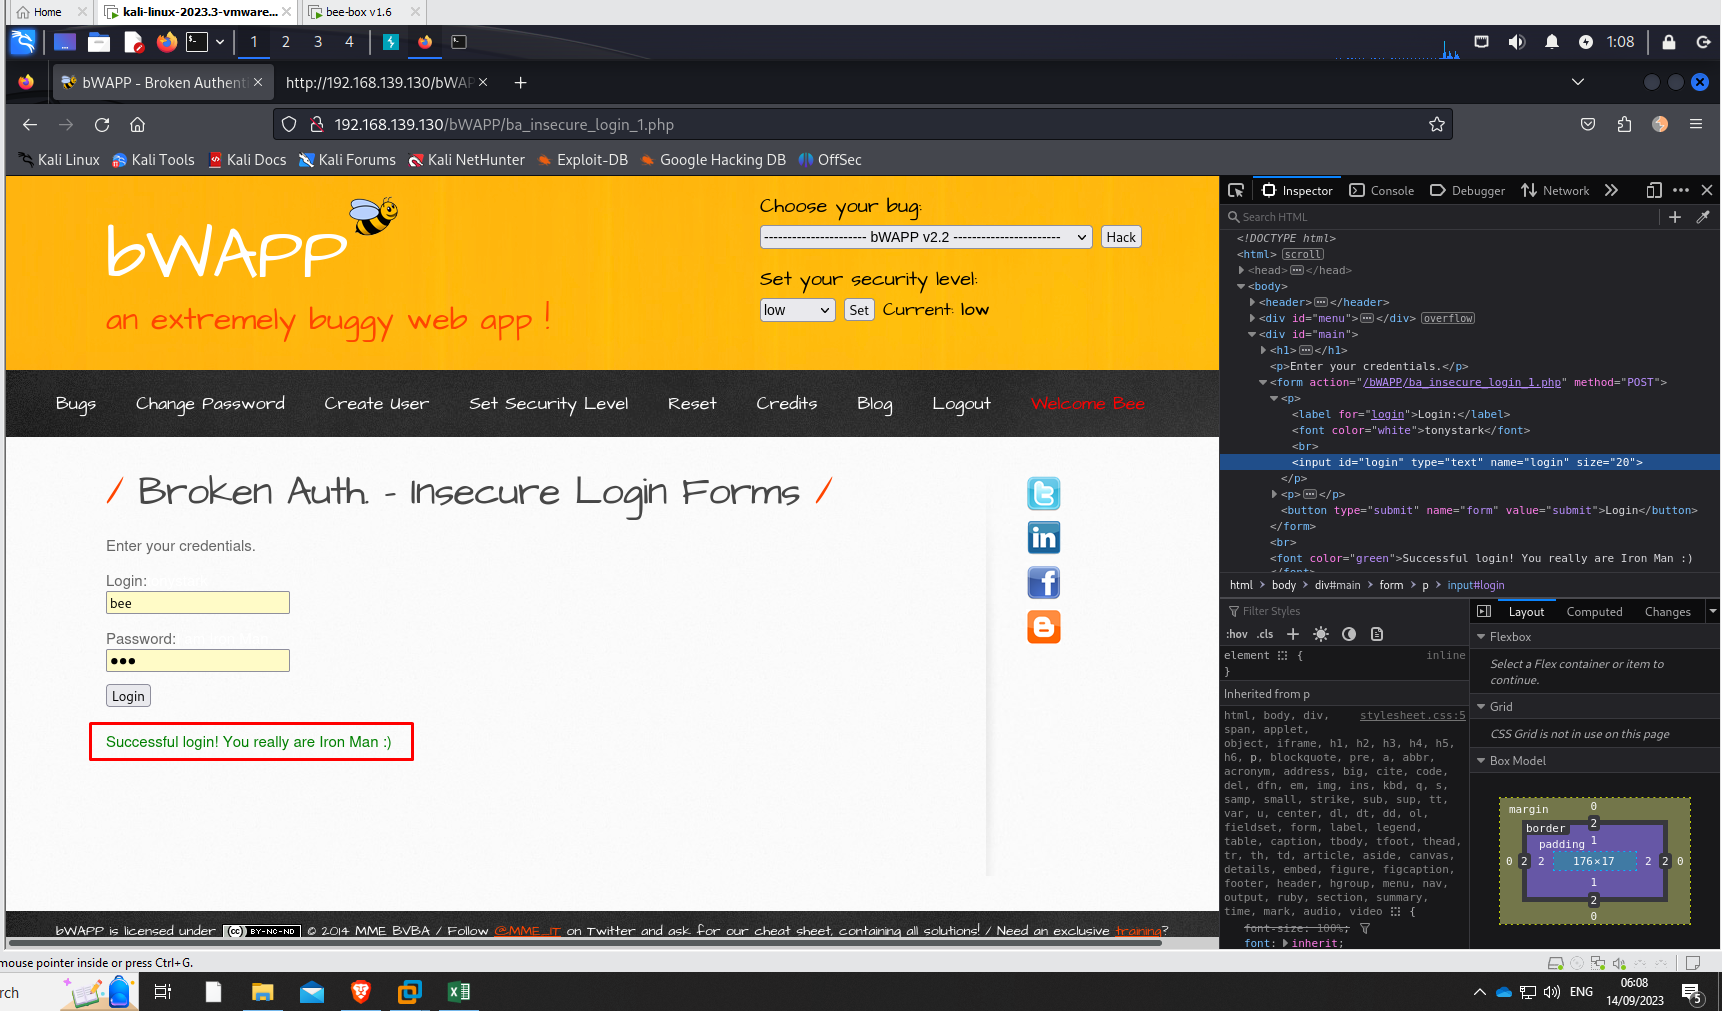 Home
kali-linux-2023.3-vmware...
bee-box v1.6
1 2 3 4
1:08
bWAPP - Broken Authenti
http://192.168.139.130/bWAP
192.168.139.130/bWAPP/ba_insecure_login_1.php
Kali Linux Kali Tools Kali Docs Kali Forums Kali NetHunter Exploit-DB Google Hacking DB OffSec
bWAPP
an extremely buggy web app !
Choose your bug:
---------------------- bWAPP v2.2 -----------------------
Hack
Set your security level:
low
Set
Current: low
Bugs Change Password Create User Set Security Level Reset Credits Blog Logout Welcome Bee
/ Broken Auth. - Insecure Login Forms /
Enter your credentials.
Login:
bee
Password:
Login
Successful login! You really are Iron Man :)
bWAPP is licensed under BY-NC-ND © 2014 MME BVBA / Follow @MME_IT on Twitter and ask for our cheat sheet, containing all solutions! / Need an exclusive training?
Inspector Console Debugger Network
Search HTML
<!DOCTYPE html>
<html> scroll
<head> </head>
<body>
<header> </header>
<div id="menu"> </div> overflow
<div id="main">
<h1> </h1>
<p>Enter your credentials.</p>
<form action="/bWAPP/ba_insecure_login_1.php" method="POST">
<p>
<label for="login">Login:</label>
<font color="white">tonystark</font>
<br>
<input id="login" type="text" name="login" size="20">
</p>
<p> </p>
<button type="submit" name="form" value="submit">Login</button>
</form>
<br>
<font color="green">Successful login! You really are Iron Man :)
html > body > div#main > form > p > input#login
Filter Styles
:hov .cls
element {
inline
}
Inherited from p
html, body, div, stylesheet.css:5
span, applet,
object, iframe, h1, h2, h3, h4, h5,
h6, p, blockquote, pre, a, abbr,
acronym, address, big, cite, code,
del, dfn, em, img, ins, kbd, q, s,
samp, small, strike, sub, sup, tt,
var, u, center, dl, dt, dd, ol,
fieldset, form, label, legend,
table, caption, tbody, tfoot, thead,
tr, th, td, article, aside, canvas,
details, embed, figure, figcaption,
footer, header, hgroup, menu, nav,
output, ruby, section, summary,
time, mark, audio, video {
font-size: 100%;
font: inherit;
Layout Computed Changes
Flexbox
Select a Flex container or item to
continue.
Grid
CSS Grid is not in use on this page
Box Model
margin 0
border 2
padding 1
0 2 2 176×17 2 2 0
1
2
0
mouse pointer inside or press Ctrl+G.
rch
ENG
06:08
14/09/2023
5